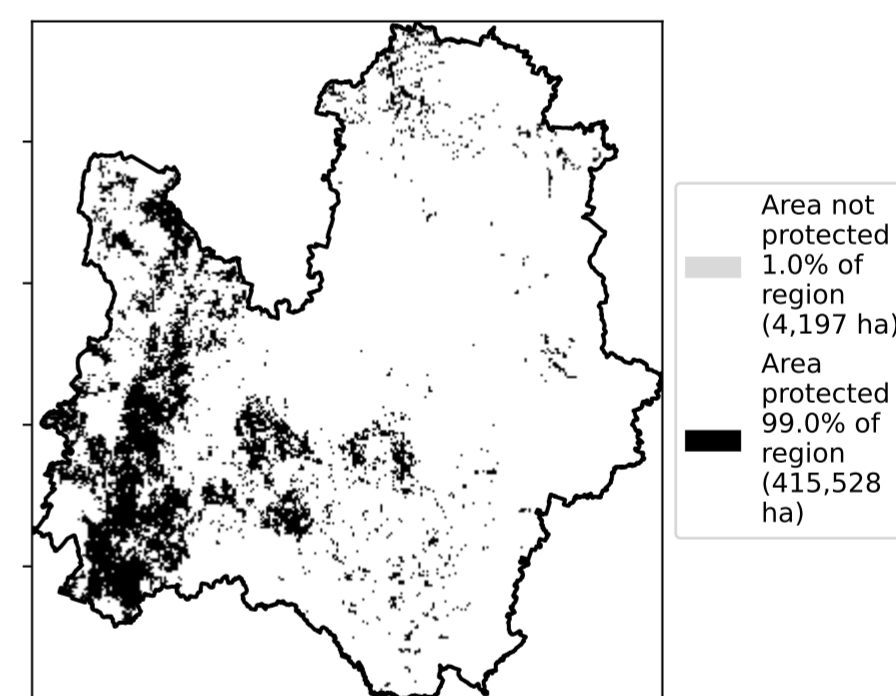 Area not
protected
1.0% of
region
(4,197 ha)
Area
protected
99.0% of
region
(415,528
ha)